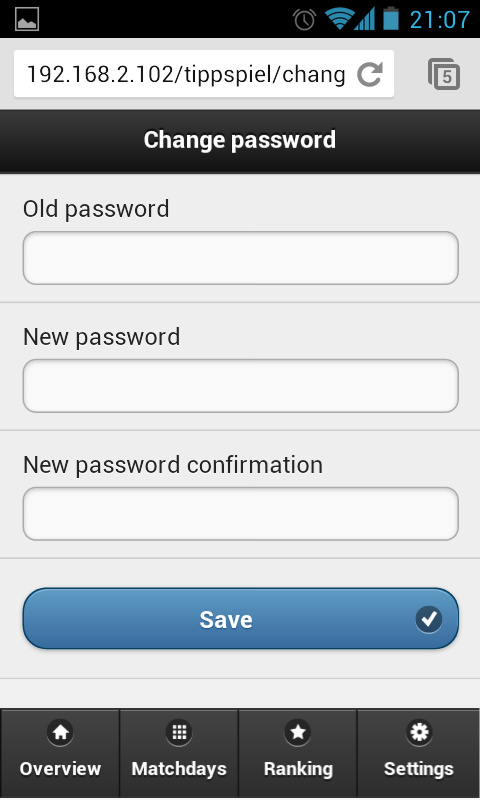 21:07
192.168.2.102/tippspiel/chang
5
Change password
Old password
New password
New password confirmation
Save
Overview Matchdays Ranking Settings